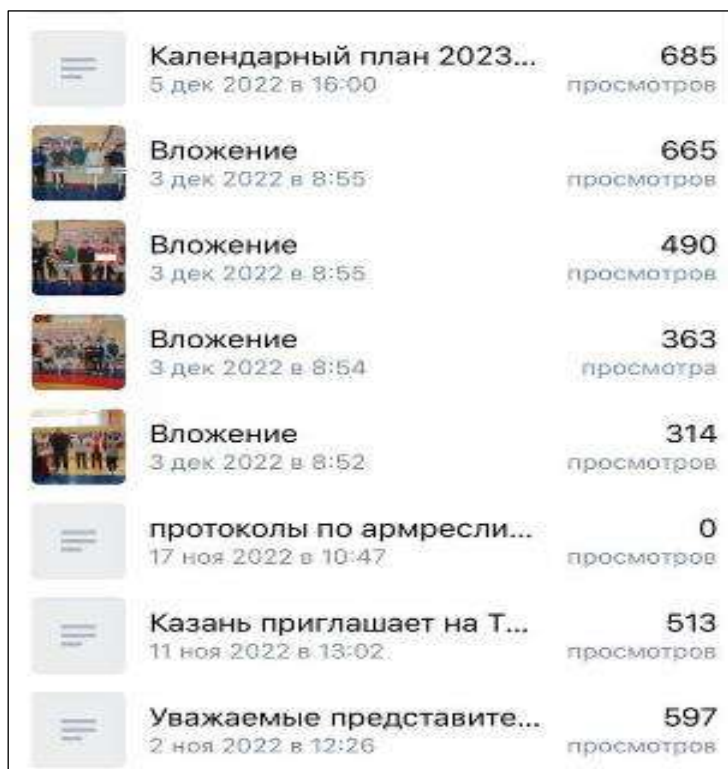 Календарный план 2023... 685
5 дек 2022 в 16:00 просмотров
Вложение 665
3 дек 2022 в 8:55 просмотров
Вложение 490
3 дек 2022 в 8:55 просмотров
Вложение 363
3 дек 2022 в 8:54 просмотра
Вложение 314
3 дек 2022 в 8:52 просмотров
протоколы по армресли... 0
17 ноя 2022 в 10:47 просмотров
Казань приглашает на Т... 513
11 ноя 2022 в 13:02 просмотров
Уважаемые представите... 597
2 ноя 2022 в 12:26 просмотров